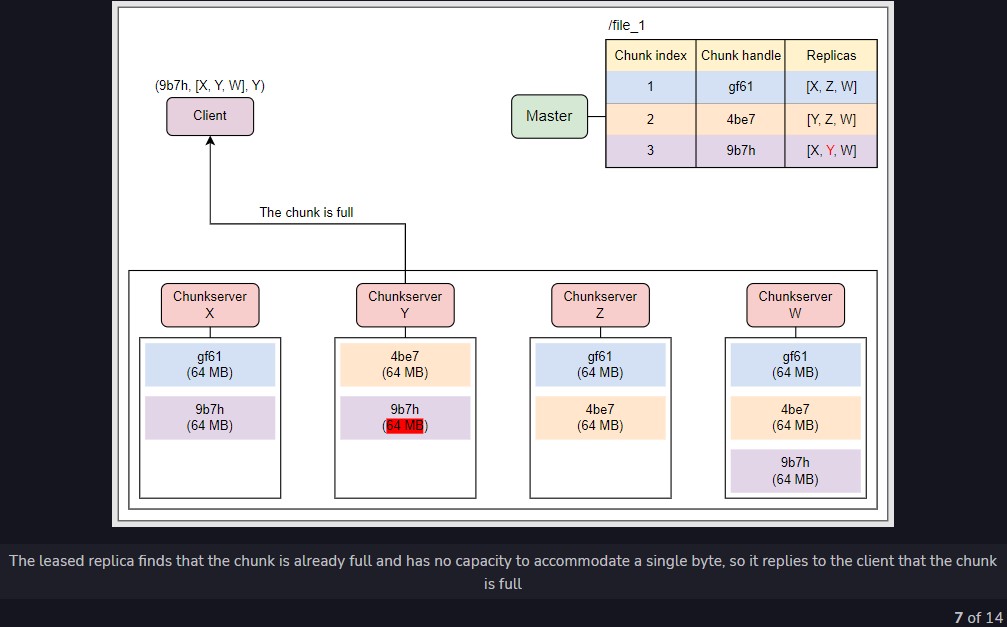 /file_1
Chunk index Chunk handle Replicas
1 gf61 [X, Z, W]
2 4be7 [Y, Z, W]
3 9b7h [X, Y, W]
Master
(9b7h, [X, Y, W], Y)
Client
The chunk is full
Chunkserver
X
gf61
(64 MB)
9b7h
(64 MB)
Chunkserver
Y
4be7
(64 MB)
9b7h
(64 MB)
Chunkserver
Z
gf61
(64 MB)
4be7
(64 MB)
Chunkserver
W
gf61
(64 MB)
4be7
(64 MB)
9b7h
(64 MB)
The leased replica finds that the chunk is already full and has no capacity to accommodate a single byte, so it replies to the client that the chunk
is full
7 of 14